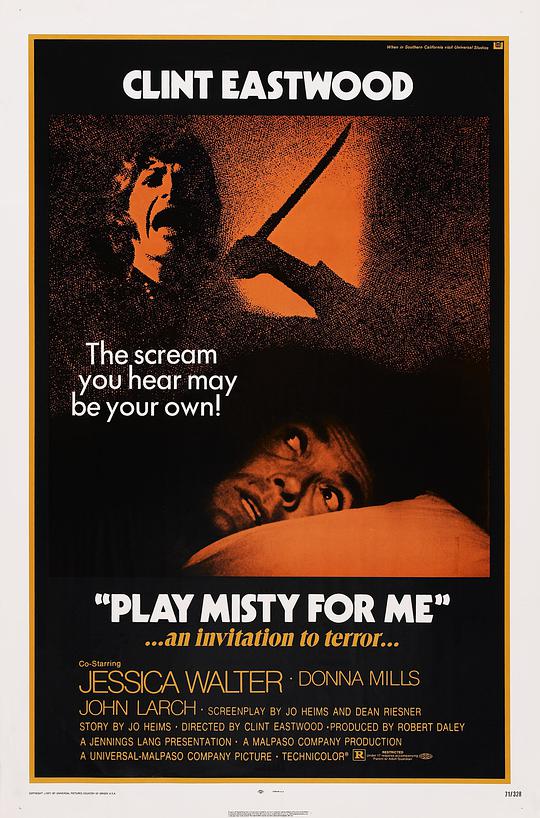 When in Southern California visit Universal Studios
CLINT EASTWOOD
The scream
you hear may
be your own!
"PLAY MISTY FOR ME"
...an invitation to terror...
Co-Starring
JESSICA WALTER · DONNA MILLS
JOHN LARCH · SCREENPLAY BY JO HEIMS AND DEAN RIESNER
STORY BY JO HEIMS · DIRECTED BY CLINT EASTWOOD · PRODUCED BY ROBERT DALEY
A JENNINGS LANG PRESENTATION · A MALPASO COMPANY PRODUCTION
A UNIVERSAL-MALPASO COMPANY PICTURE · TECHNICOLOR® R RESTRICTED
71/328